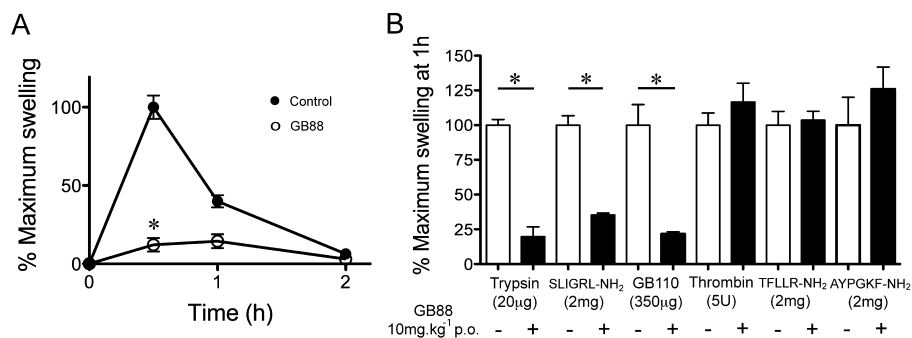 A
% Maximum swelling
100
50
0
0
1
2
Time (h)
Control
GB88
*
B
% Maximum swelling at 1h
150
125
100
75
50
25
0
* * *
Trypsin SLIGRL-NH₂ GB110 Thrombin TFLLR-NH₂ AYPGKF-NH₂
(20µg) (2mg) (350µg) (5U) (2mg) (2mg)
GB88
10mg.kg⁻¹ p.o. - + - + - + - + - + - +